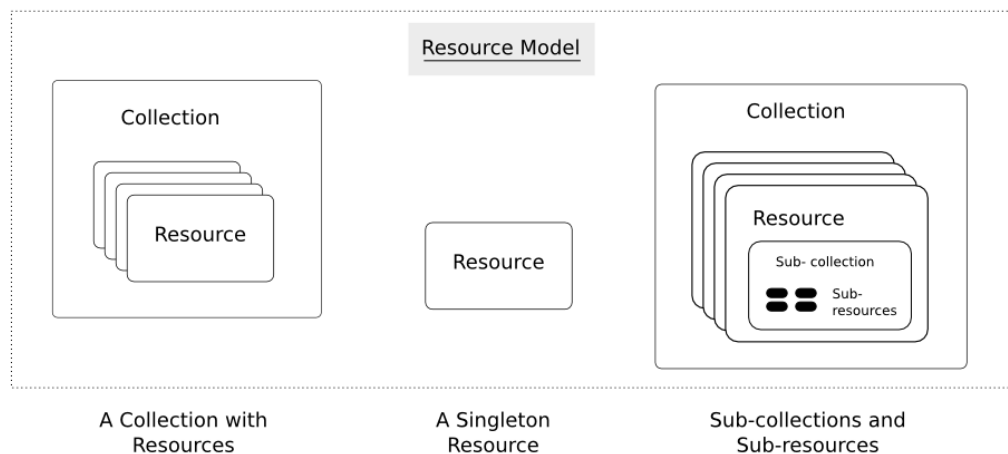 Resource Model
Collection
Resource
A Collection with
Resources
Resource
A Singleton
Resource
Collection
Resource
Sub- collection
Sub-
resources
Sub-collections and
Sub-resources